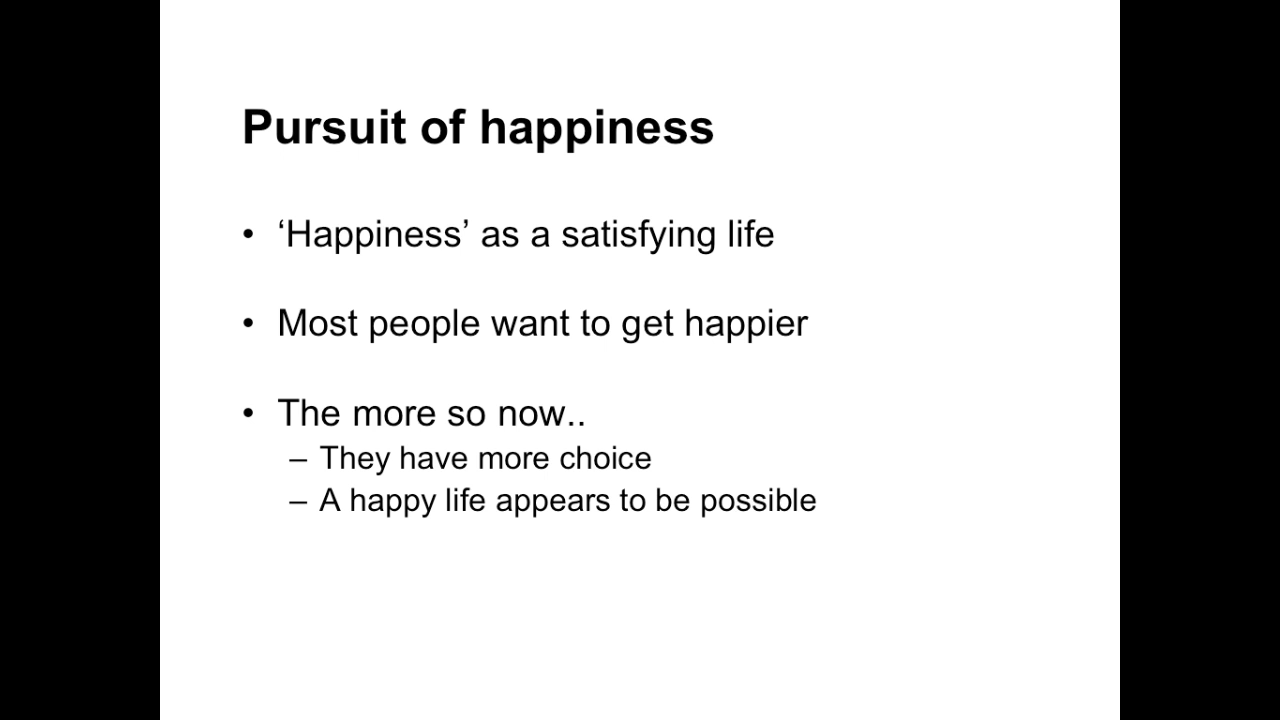 Pursuit of happiness
• ‘Happiness’ as a satisfying life
• Most people want to get happier
• The more so now..
– They have more choice
– A happy life appears to be possible